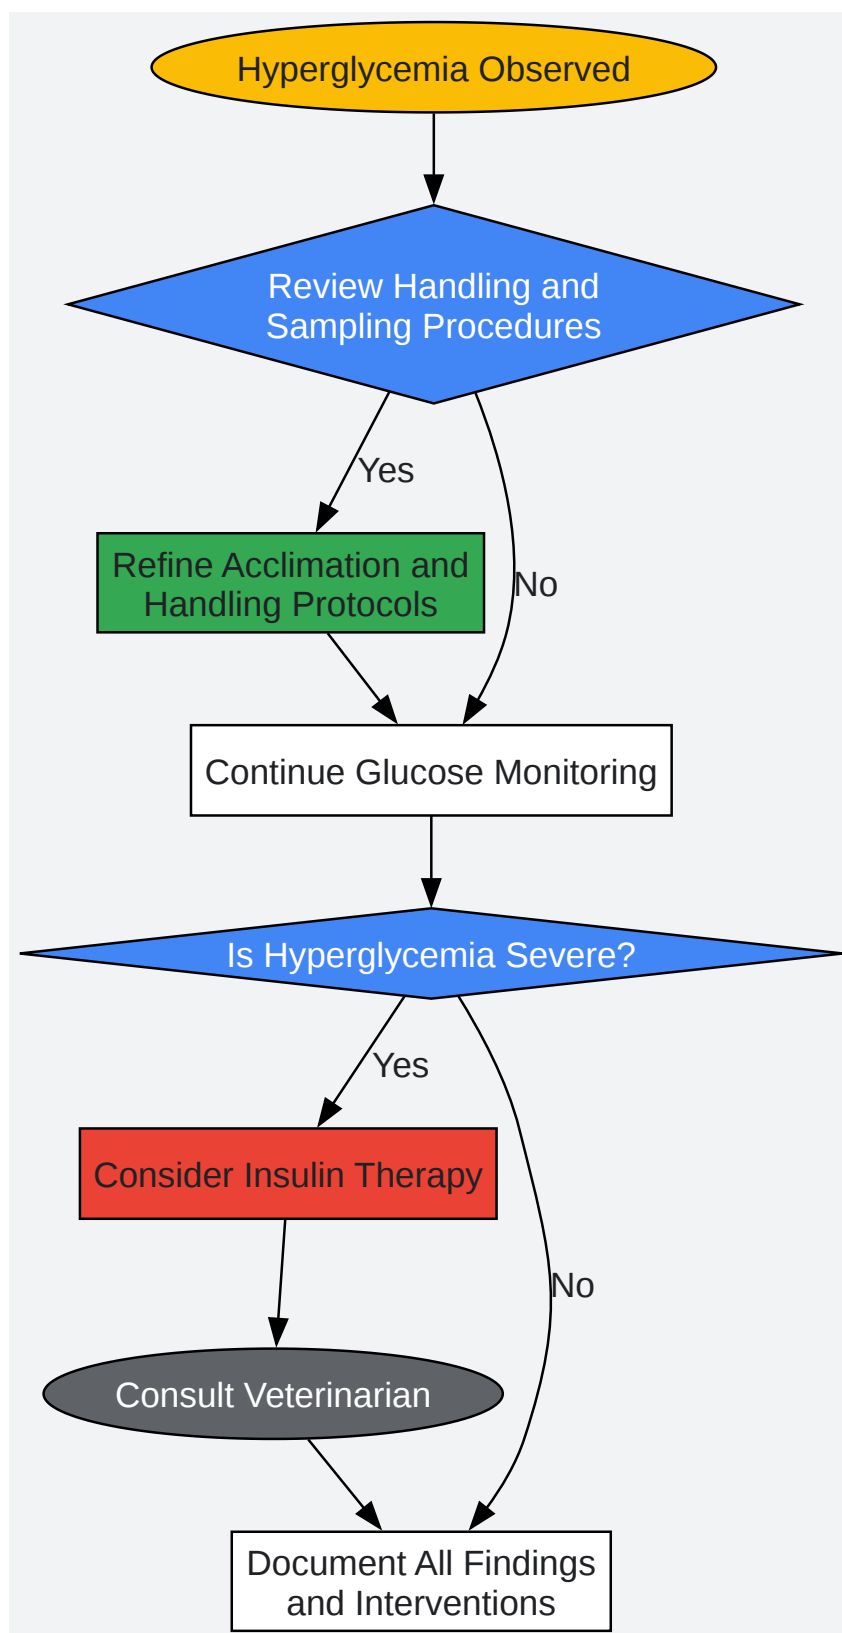 Hyperglycemia Observed
Review Handling and
Sampling Procedures
Yes
Refine Acclimation and
Handling Protocols
No
Continue Glucose Monitoring
Is Hyperglycemia Severe?
Yes
Consider Insulin Therapy
No
Consult Veterinarian
Document All Findings
and Interventions